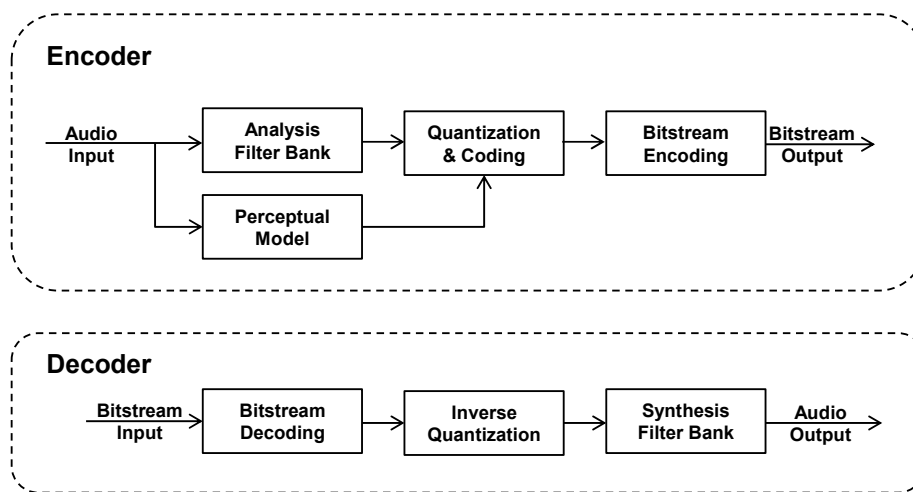 Encoder
Audio
Input
Analysis
Filter Bank
Quantization
& Coding
Bitstream
Encoding
Bitstream
Output
Perceptual
Model
Decoder
Bitstream
Input
Bitstream
Decoding
Inverse
Quantization
Synthesis
Filter Bank
Audio
Output